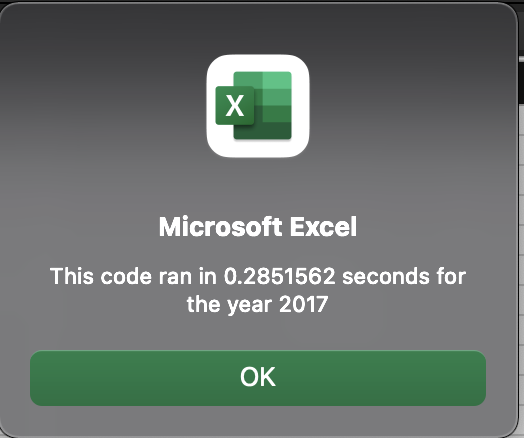 X
Microsoft Excel
This code ran in 0.2851562 seconds for
the year 2017
OK